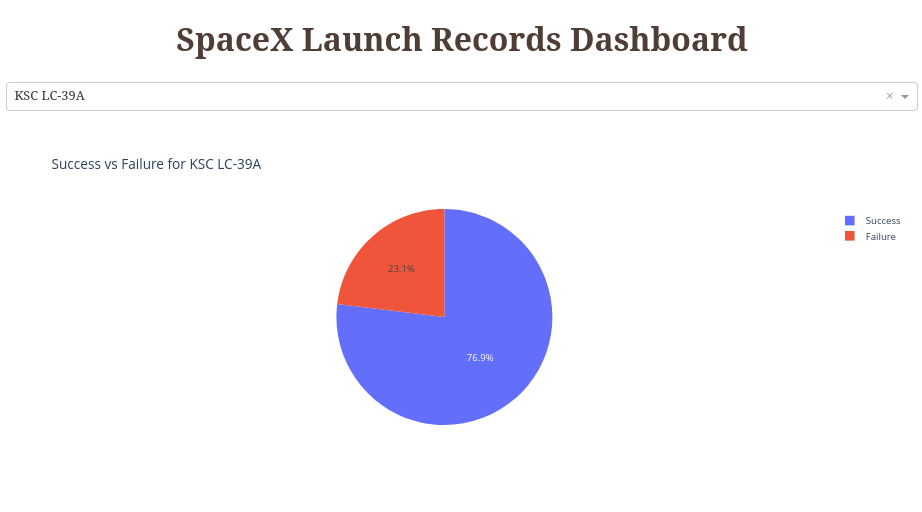 SpaceX Launch Records Dashboard
KSC LC-39A ×
Success vs Failure for KSC LC-39A
Success
Failure
23.1%
76.9%